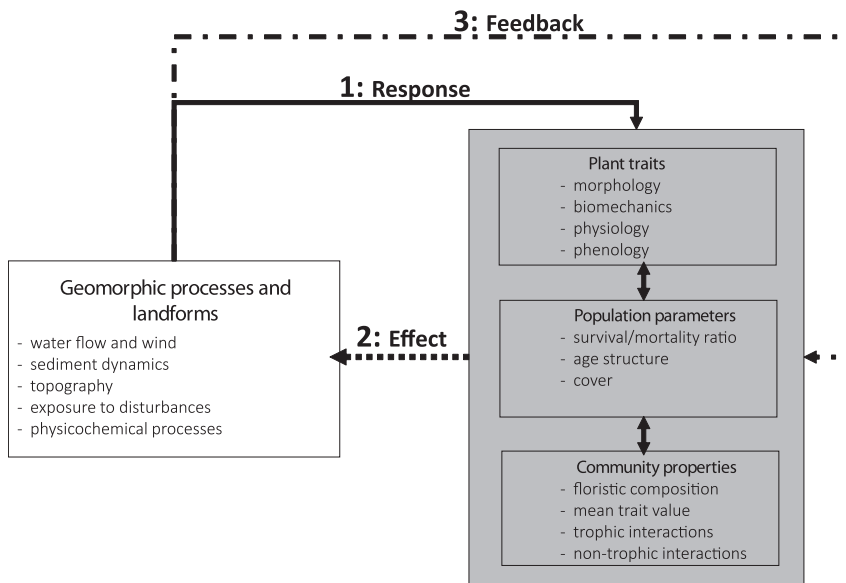 3: Feedback
1: Response
Plant traits
- morphology
- biomechanics
- physiology
- phenology
Geomorphic processes and
landforms
- water flow and wind
- sediment dynamics
- topography
- exposure to disturbances
- physicochemical processes
2: Effect
Population parameters
- survival/mortality ratio
- age structure
- cover
Community properties
- floristic composition
- mean trait value
- trophic interactions
- non-trophic interactions